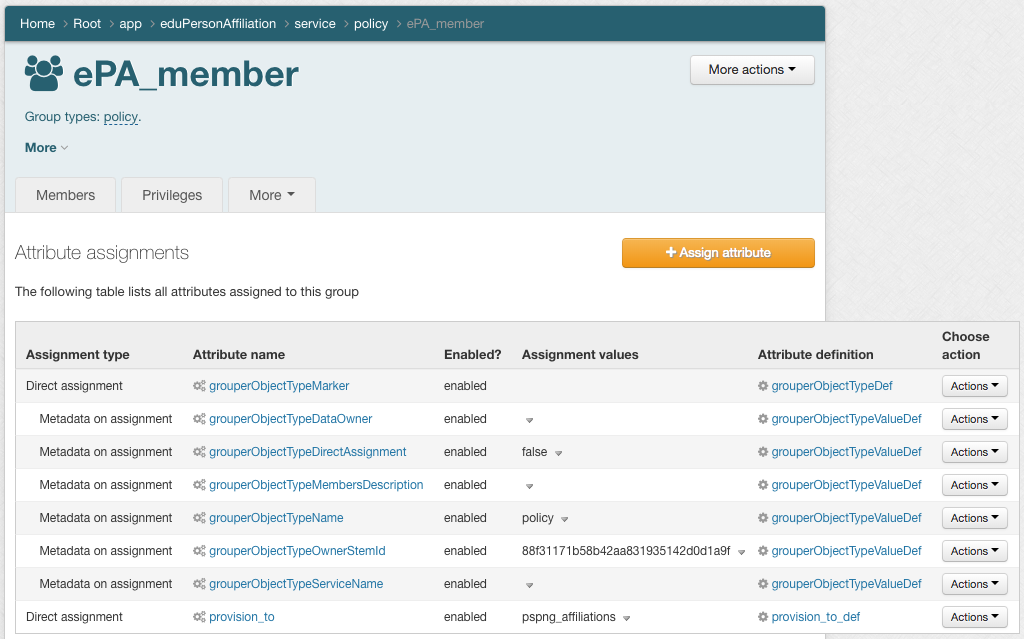 Home Root app eduPersonAffiliation service policy ePA_member
ePA_member
More actions
Group types: policy.
More
Members Privileges More
Attribute assignments
+ Assign attribute
The following table lists all attributes assigned to this group
Assignment type Attribute name Enabled? Assignment values Attribute definition Choose action
Direct assignment grouperObjectTypeMarker enabled grouperObjectTypeDef Actions
Metadata on assignment grouperObjectTypeDataOwner enabled grouperObjectTypeValueDef Actions
Metadata on assignment grouperObjectTypeDirectAssignment enabled false grouperObjectTypeValueDef Actions
Metadata on assignment grouperObjectTypeMembersDescription enabled grouperObjectTypeValueDef Actions
Metadata on assignment grouperObjectTypeName enabled policy grouperObjectTypeValueDef Actions
Metadata on assignment grouperObjectTypeOwnerStemId enabled 88f31171b58b42aa831935142d0d1a9f grouperObjectTypeValueDef Actions
Metadata on assignment grouperObjectTypeServiceName enabled grouperObjectTypeValueDef Actions
Direct assignment provision_to enabled pspng_affiliations provision_to_def Actions